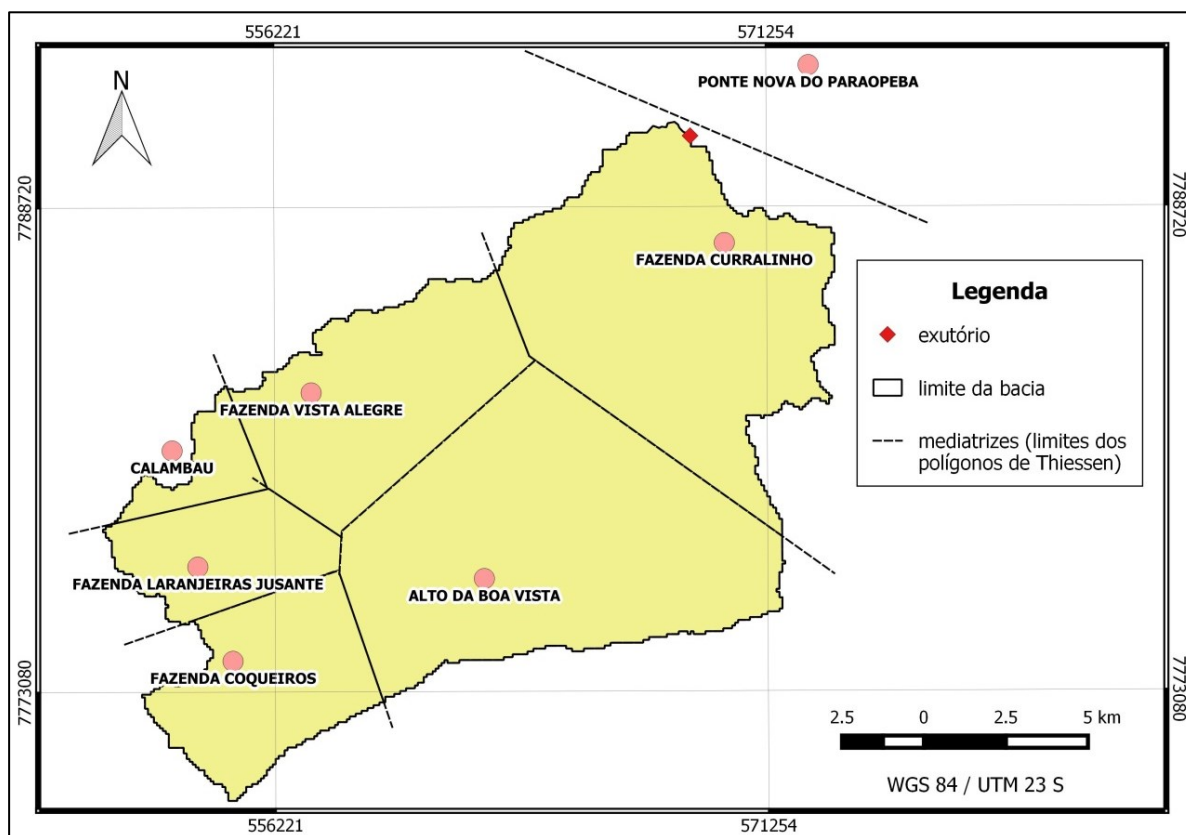 556221
571254
N
PONTE NOVA DO PARAOPEBA
7788720
7788720
FAZENDA CURRALINHO
Legenda
exutório
limite da bacia
mediatrizes (limites dos
polígonos de Thiessen)
FAZENDA VISTA ALEGRE
CALAMBAU
FAZENDA LARANJEIRAS JUSANTE
ALTO DA BOA VISTA
FAZENDA COQUEIROS
7773080
7773080
2.5 0 2.5 5 km
WGS 84 / UTM 23 S
556221
571254